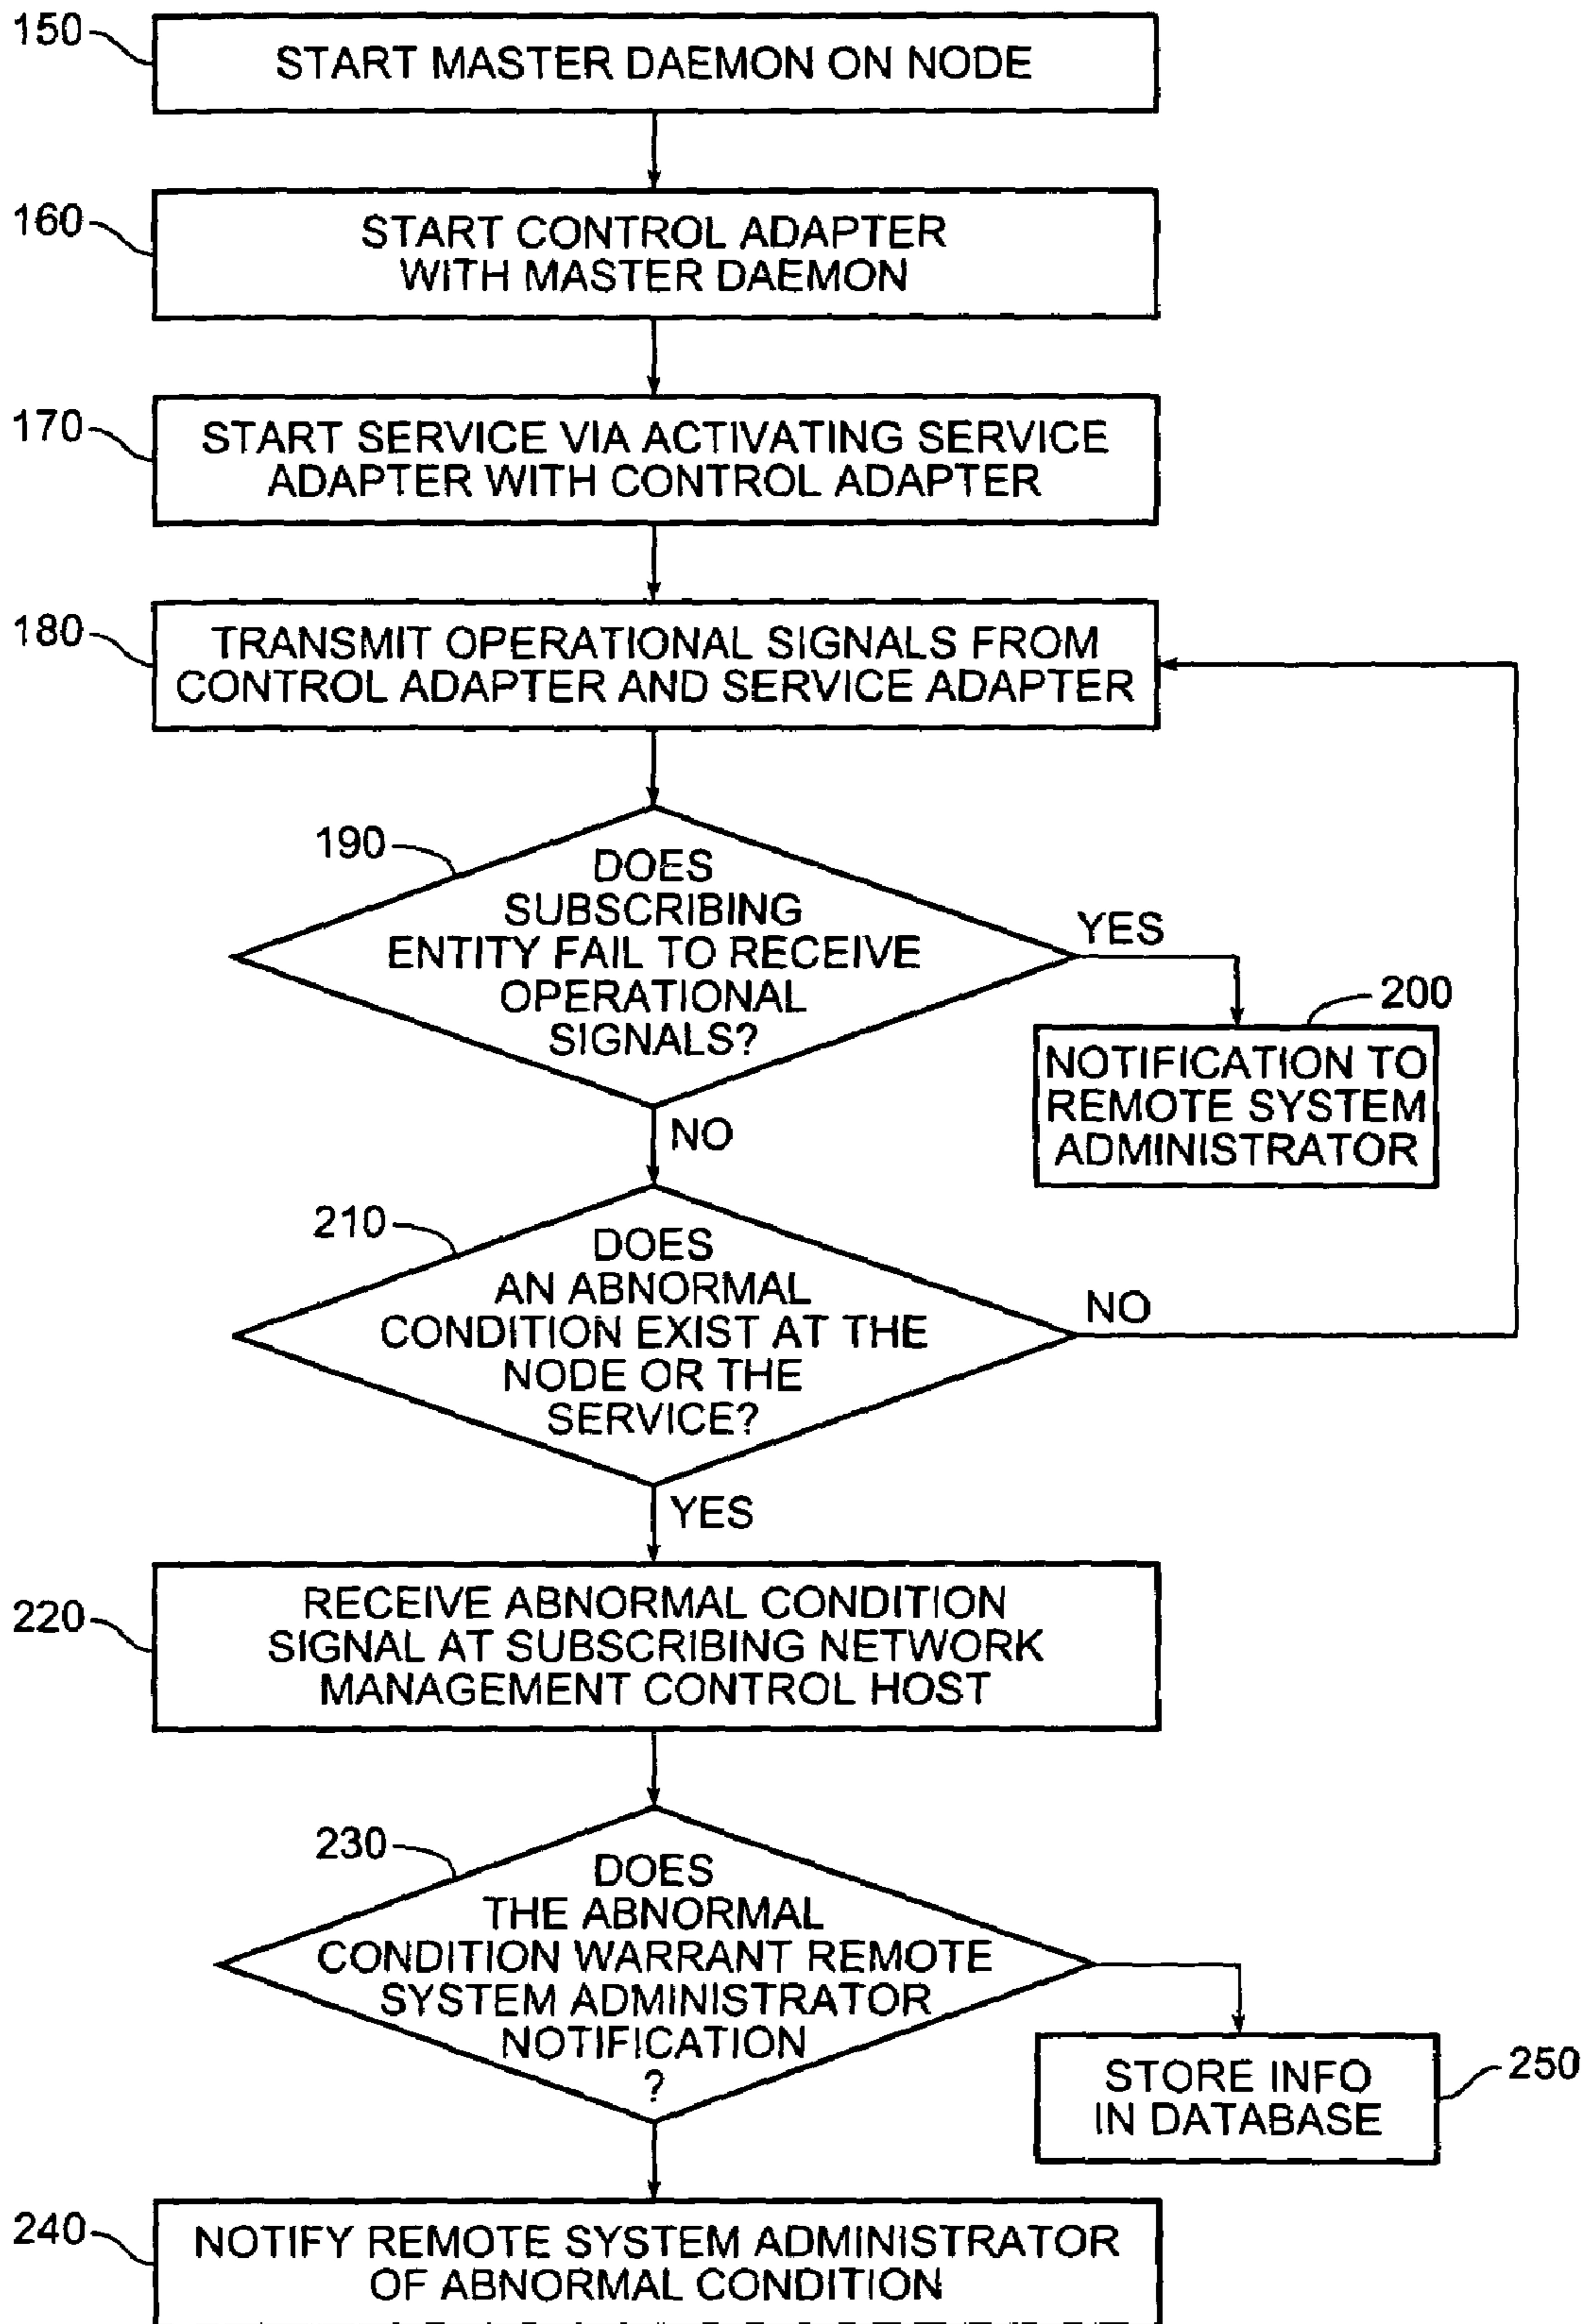 150
START MASTER DAEMON ON NODE
160
START CONTROL ADAPTER
WITH MASTER DAEMON
170
START SERVICE VIA ACTIVATING SERVICE
ADAPTER WITH CONTROL ADAPTER
180
TRANSMIT OPERATIONAL SIGNALS FROM
CONTROL ADAPTER AND SERVICE ADAPTER
190
DOES
SUBSCRIBING
ENTITY FAIL TO RECEIVE
OPERATIONAL
SIGNALS?
YES
200
NOTIFICATION TO
REMOTE SYSTEM
ADMINISTRATOR
NO
210
DOES
AN ABNORMAL
CONDITION EXIST AT THE
NODE OR THE
SERVICE?
NO
YES
220
RECEIVE ABNORMAL CONDITION
SIGNAL AT SUBSCRIBING NETWORK
MANAGEMENT CONTROL HOST
230
DOES
THE ABNORMAL
CONDITION WARRANT REMOTE
SYSTEM ADMINISTRATOR
NOTIFICATION
?
250
STORE INFO
IN DATABASE
240
NOTIFY REMOTE SYSTEM ADMINISTRATOR
OF ABNORMAL CONDITION